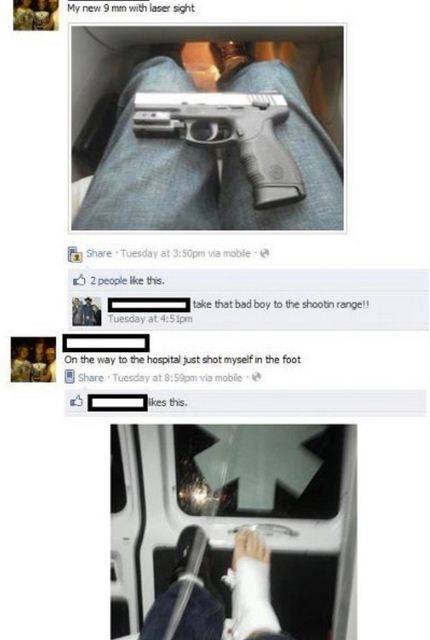 My new 9 mm with laser sight
Share · Tuesday at 3:50pm via mobile ·
2 people like this.
take that bad boy to the shootin range!!
Tuesday at 4:51pm
On the way to the hospital just shot myself in the foot
Share · Tuesday at 8:59pm via mobile ·
likes this.